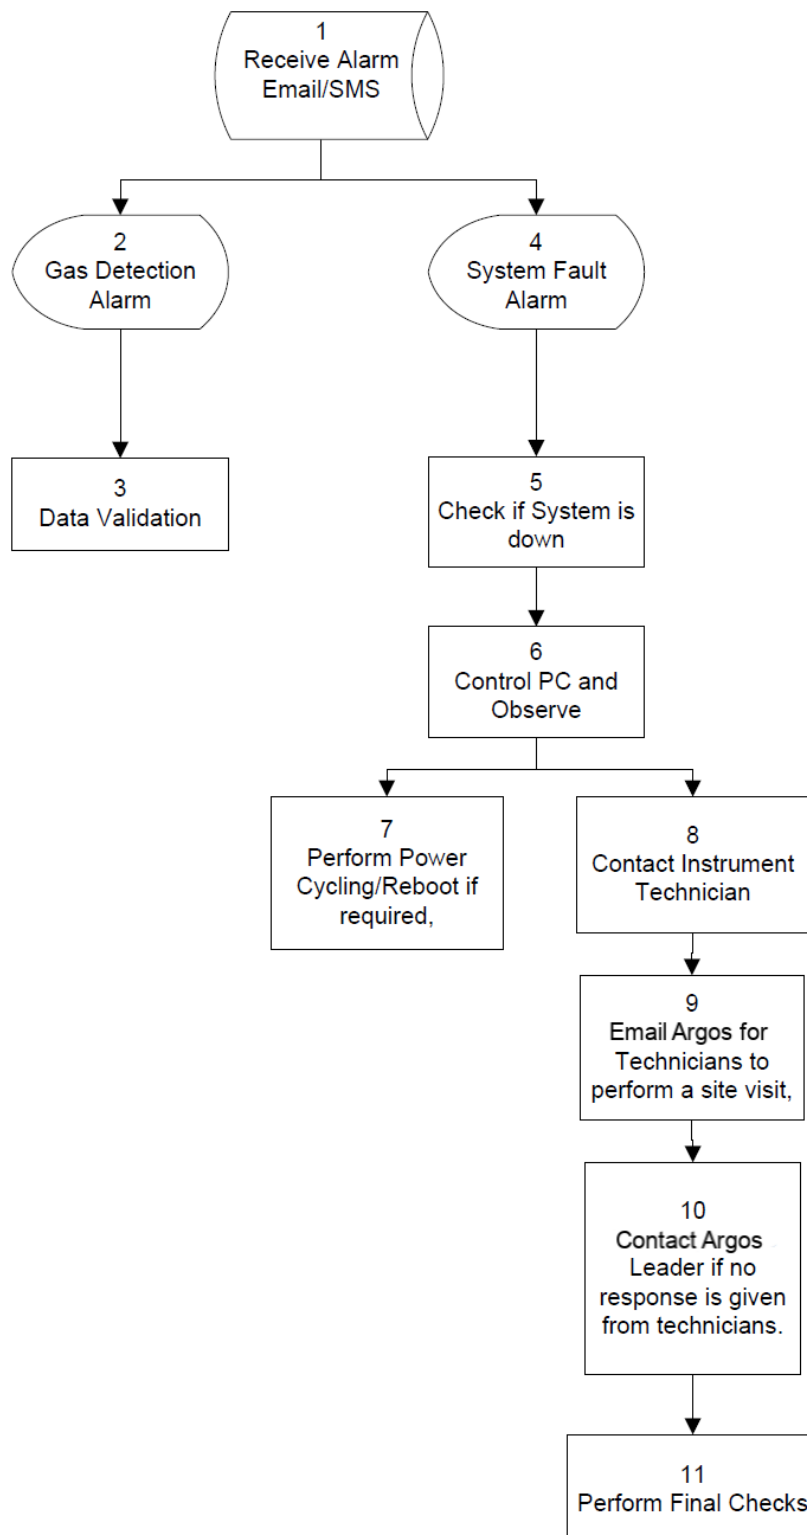 1
Receive Alarm
Email/SMS
2
Gas Detection
Alarm
4
System Fault
Alarm
3
Data Validation
5
Check if System is
down
6
Control PC and
Observe
7
Perform Power
Cycling/Reboot if
required,
8
Contact Instrument
Technician
9
Email Argos for
Technicians to
perform a site visit,
10
Contact Argos
Leader if no
response is given
from technicians.
11
Perform Final Checks